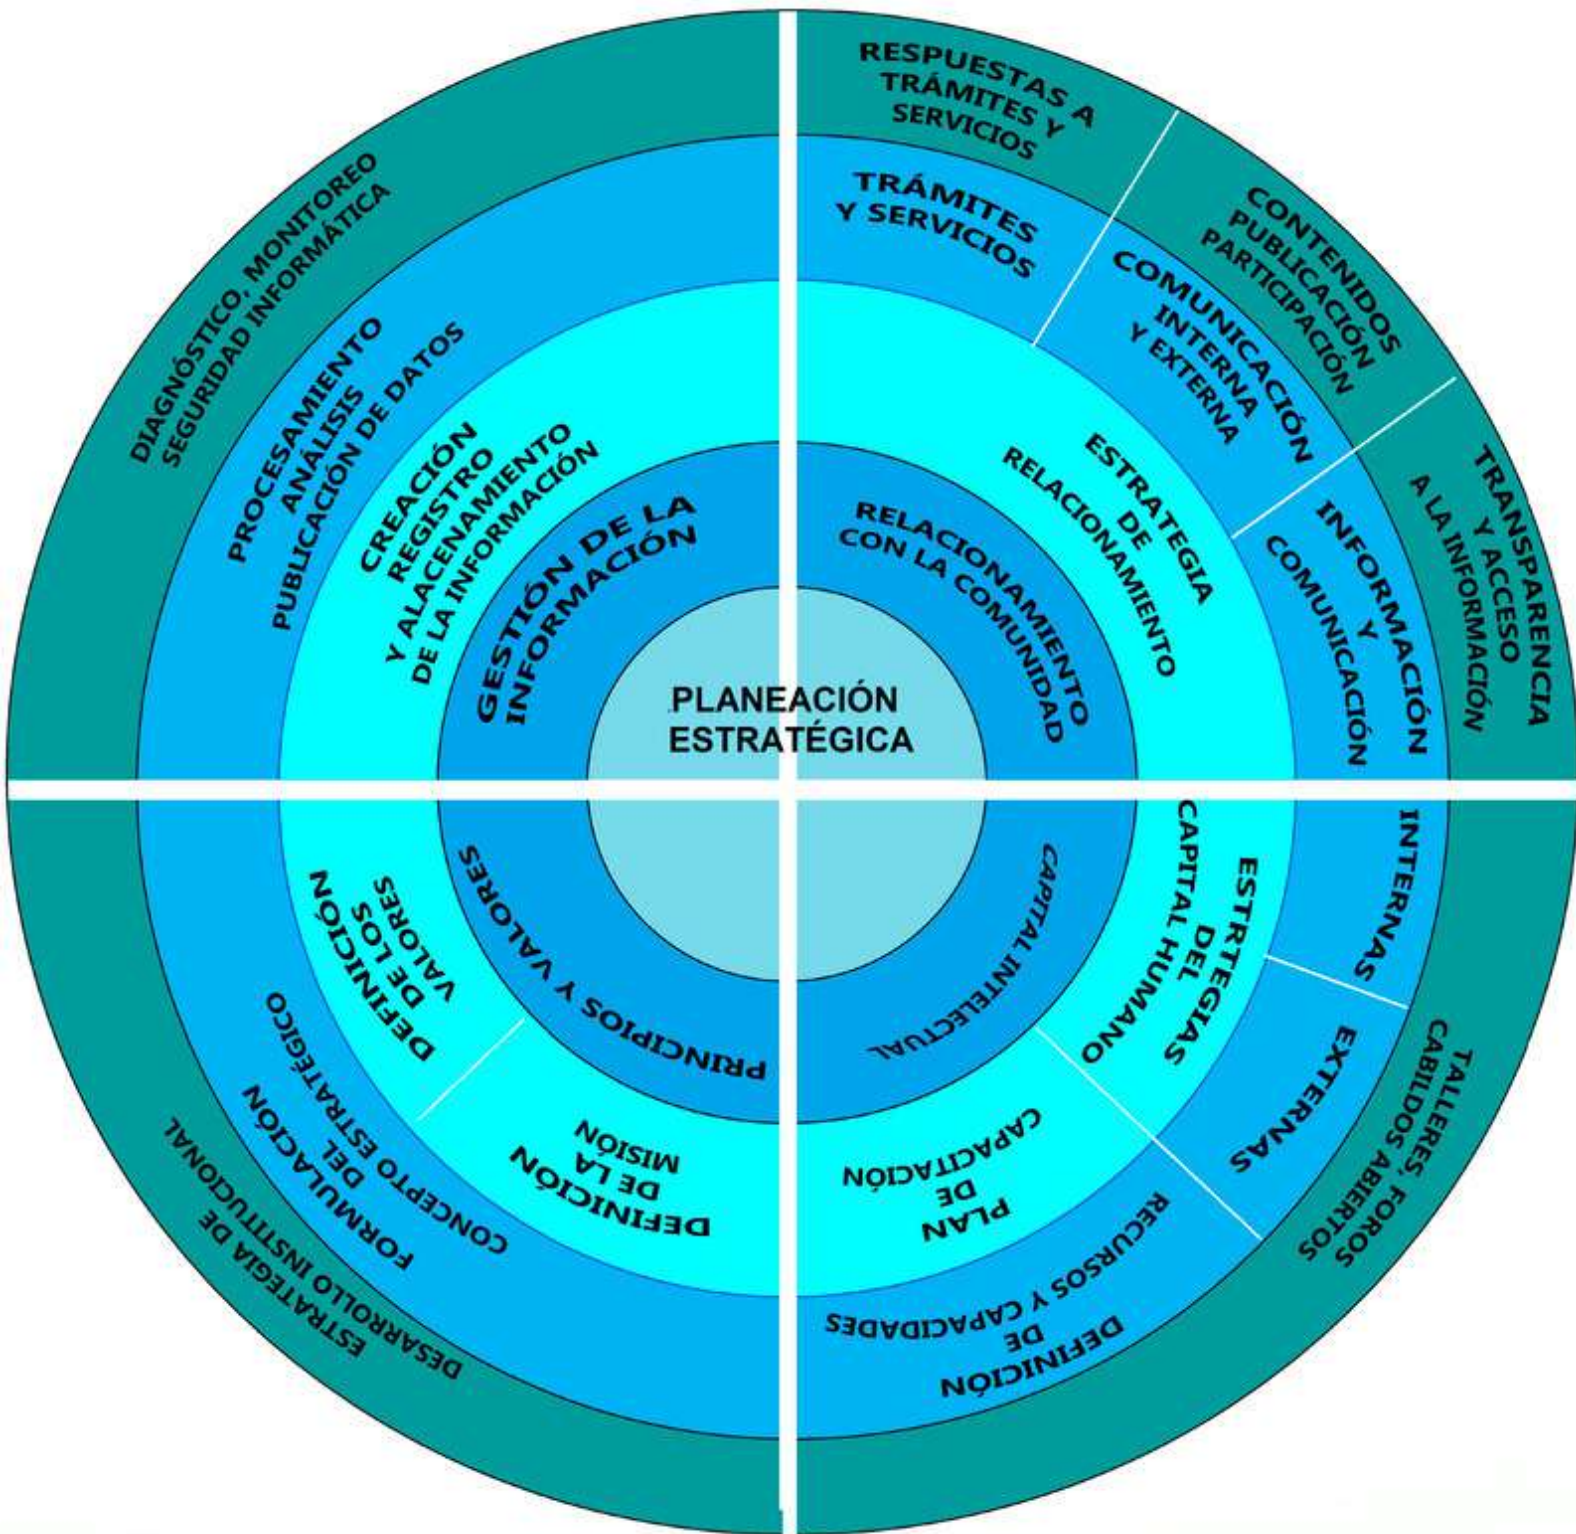 PLANEACIÓN
ESTRATÉGICA
GESTIÓN DE LA
INFORMACIÓN
CREACIÓN
REGISTRO
Y ALACENAMIENTO
DE LA INFORMACIÓN
PROCESAMIENTO
ANÁLISIS
PUBLICACIÓN DE DATOS
DIAGNÓSTICO, MONITOREO
SEGURIDAD INFORMÁTICA
RELACIONAMIENTO
CON LA COMUNIDAD
ESTRATEGIA
DE
RELACIONAMIENTO
TRÁMITES
Y SERVICIOS
COMUNICACIÓN
INTERNA
Y EXTERNA
INFORMACIÓN
Y
COMUNICACIÓN
RESPUESTAS A
TRÁMITES Y
SERVICIOS
CONTENIDOS
PUBLICACIÓN
PARTICIPACIÓN
TRANSPARENCIA
Y ACCESO
A LA INFORMACIÓN
CAPITAL INTELECTUAL
ESTRTEGIAS
DEL
CAPITAL HUMANO
PLAN
DE
CAPACITACIÓN
INTERNAS
EXTERNAS
DEFINICIÓN
DE
RECURSOS Y CAPACIDADES
TALLERES, FOROS
CABILDOS ABIERTOS
PRINCIPIOS Y VALORES
DEFINICIÓN
DE LA
MISIÓN
DEFINICIÓN
DE LOS
VALORES
FORMULACIÓN
DEL
CONCEPTO ESTRATÉGICO
ESTRATEGIA DE
DESARROLLO INSTITUCIONAL